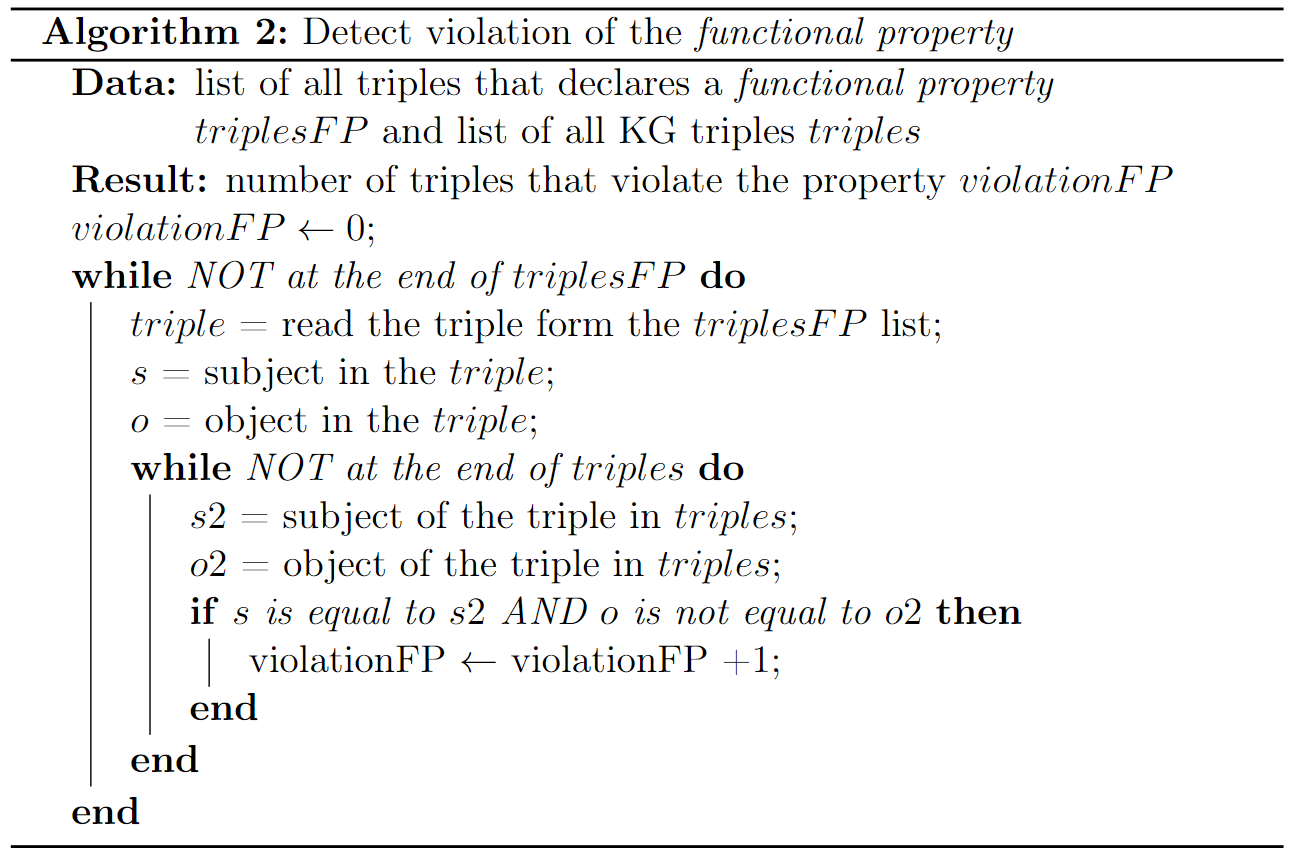 Algorithm 2: Detect violation of the functional property
Data: list of all triples that declares a functional property
triplesFP and list of all KG triples triples
Result: number of triples that violate the property violationFP
violationFP ← 0;
while NOT at the end of triplesFP do
triple = read the triple form the triplesFP list;
s = subject in the triple;
o = object in the triple;
while NOT at the end of triples do
s2 = subject of the triple in triples;
o2 = object of the triple in triples;
if s is equal to s2 AND o is not equal to o2 then
violationFP ← violationFP +1;
end
end
end